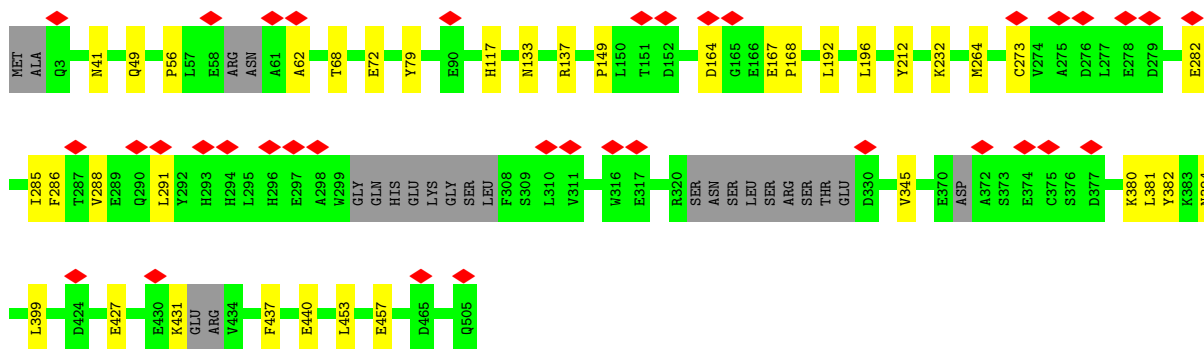 MET ALA Q3 N41 Q49 P56 L57 E58 ARG ASN A61 A62 T68 E72 Y79 E90 H117 N133 R137 P149 L150 T151 D152 D164 G165 E166 E167 P168 L192 L196 Y212 K232 M264 C273 V274 A275 D276 L277 E278 D279 E282
I285 F286 T287 V288 E289 Q290 L291 Y292 H293 H294 L295 H296 E297 A298 W299 GLY GLN HIS GLU LYS GLY SER LEU F308 S309 L310 V311 W316 E317 R320 SER ASN SER LEU SER ARG SER THR GLU D330 V345 E370 ASP A372 S373 E374 C375 S376 D377 K380 L381 Y382 K383
L399 D424 E427 E430 K431 GLU ARG V434 F437 E440 L453 E457 D465 Q505